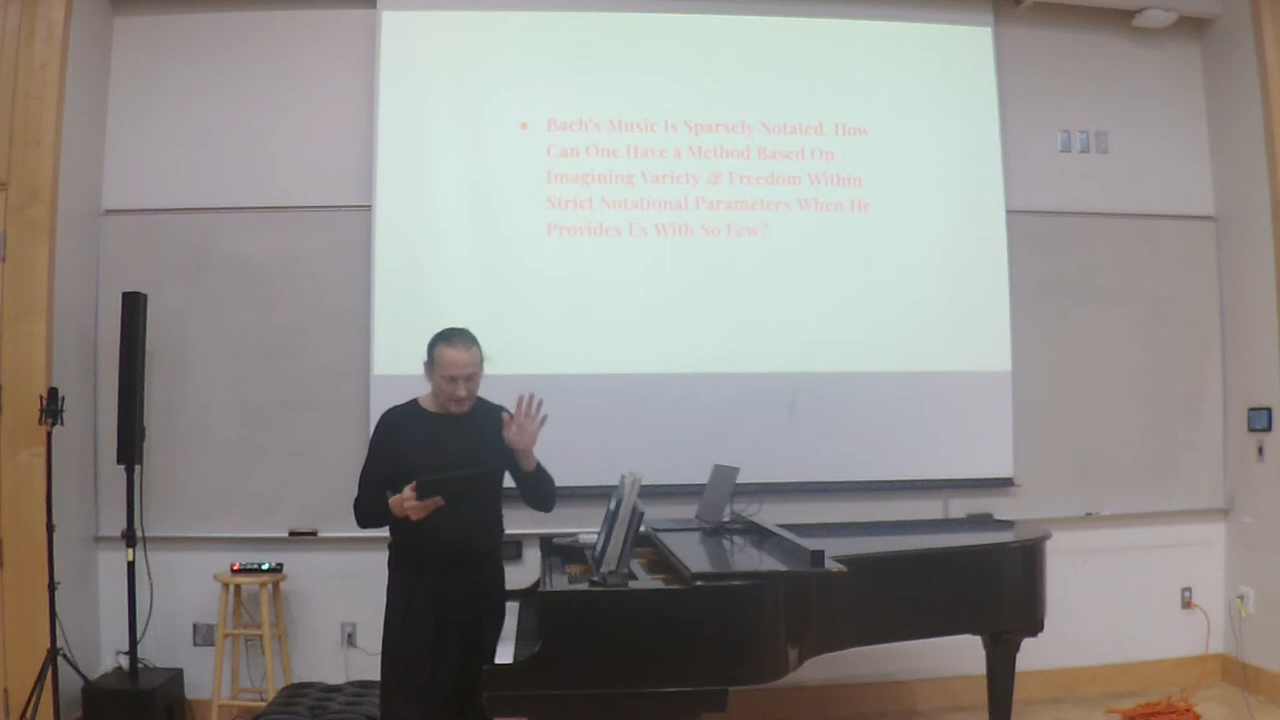 Bach's Music Is Sparsely Notated. How
Can One Have a Method Based On
Imagining Variety & Freedom Within
Strict Notational Parameters When He
Provides Us With So Few?